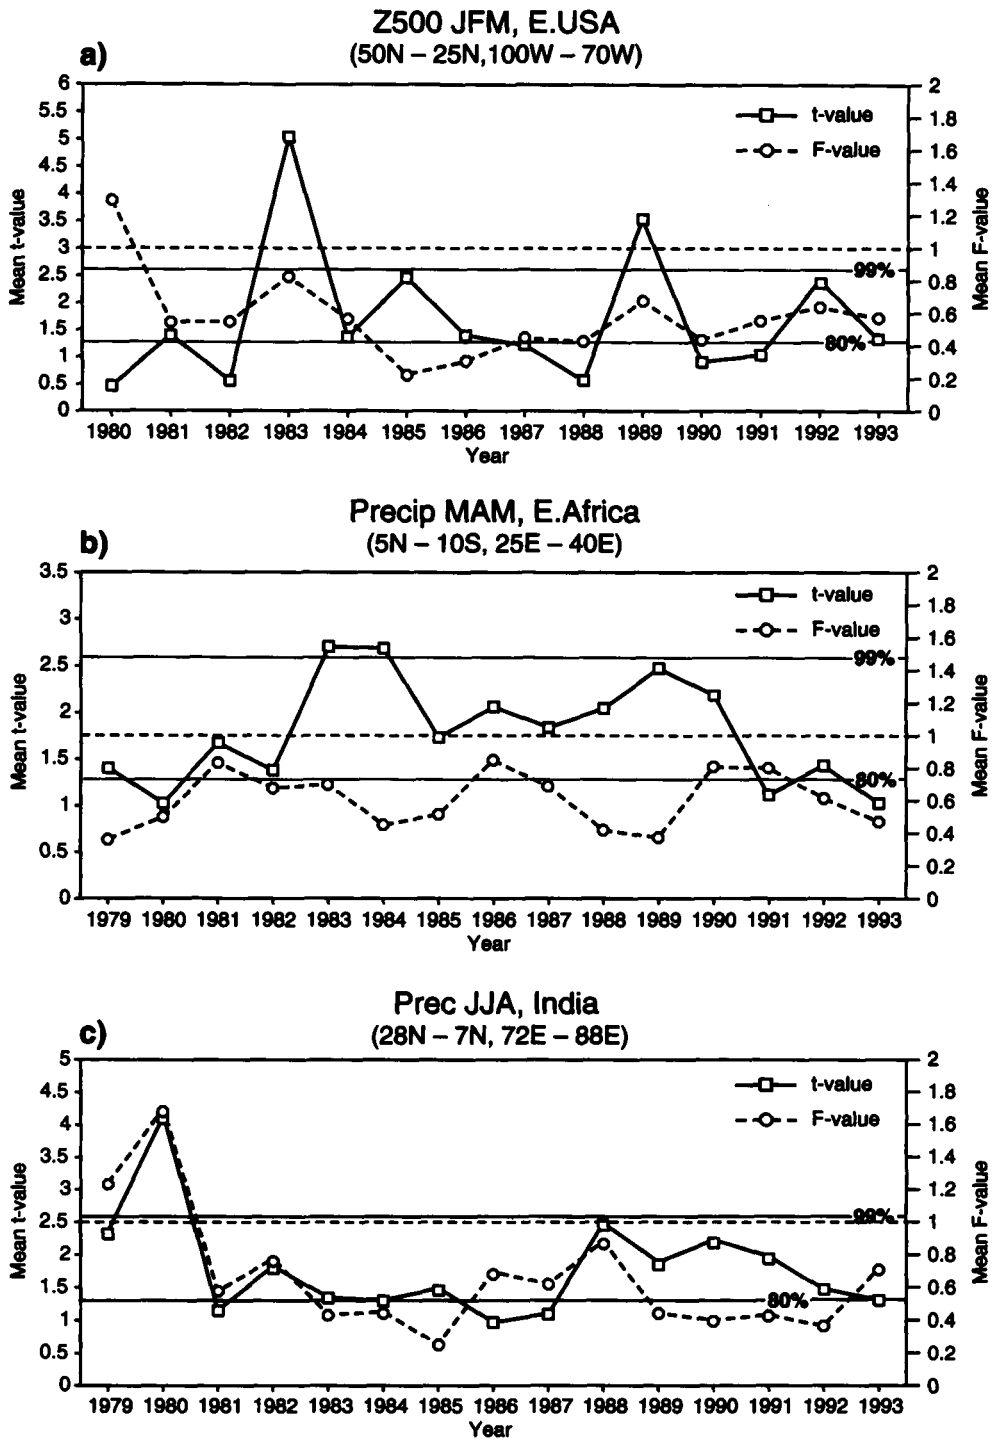 Z500 JFM, E.USA
a) (50N – 25N,100W – 70W)
6 2
5.5 1.8
5 1.6
4.5 1.4
4 1.2
3.5 1
3 0.8
2.5 0.6
2 0.4
1.5 0.2
1 0
0.5
0
Mean t-value
Mean F-value
t-value
F-value
99%
80%
1980 1981 1982 1983 1984 1985 1986 1987 1988 1989 1990 1991 1992 1993
Year
Precip MAM, E.Africa
b) (5N – 10S, 25E – 40E)
3.5 2
3 1.8
2.5 1.6
2 1.4
1.5 1.2
1 1
0.5 0.8
0 0.6
0.4
0.2
0
Mean t-value
Mean F-value
t-value
F-value
99%
80%
1979 1980 1981 1982 1983 1984 1985 1986 1987 1988 1989 1990 1991 1992 1993
Year
Prec JJA, India
c) (28N – 7N, 72E – 88E)
5 2
4.5 1.8
4 1.6
3.5 1.4
3 1.2
2.5 1
2 0.8
1.5 0.6
1 0.4
0.5 0.2
0 0
Mean t-value
Mean F-value
t-value
F-value
99%
80%
1979 1980 1981 1982 1983 1984 1985 1986 1987 1988 1989 1990 1991 1992 1993
Year